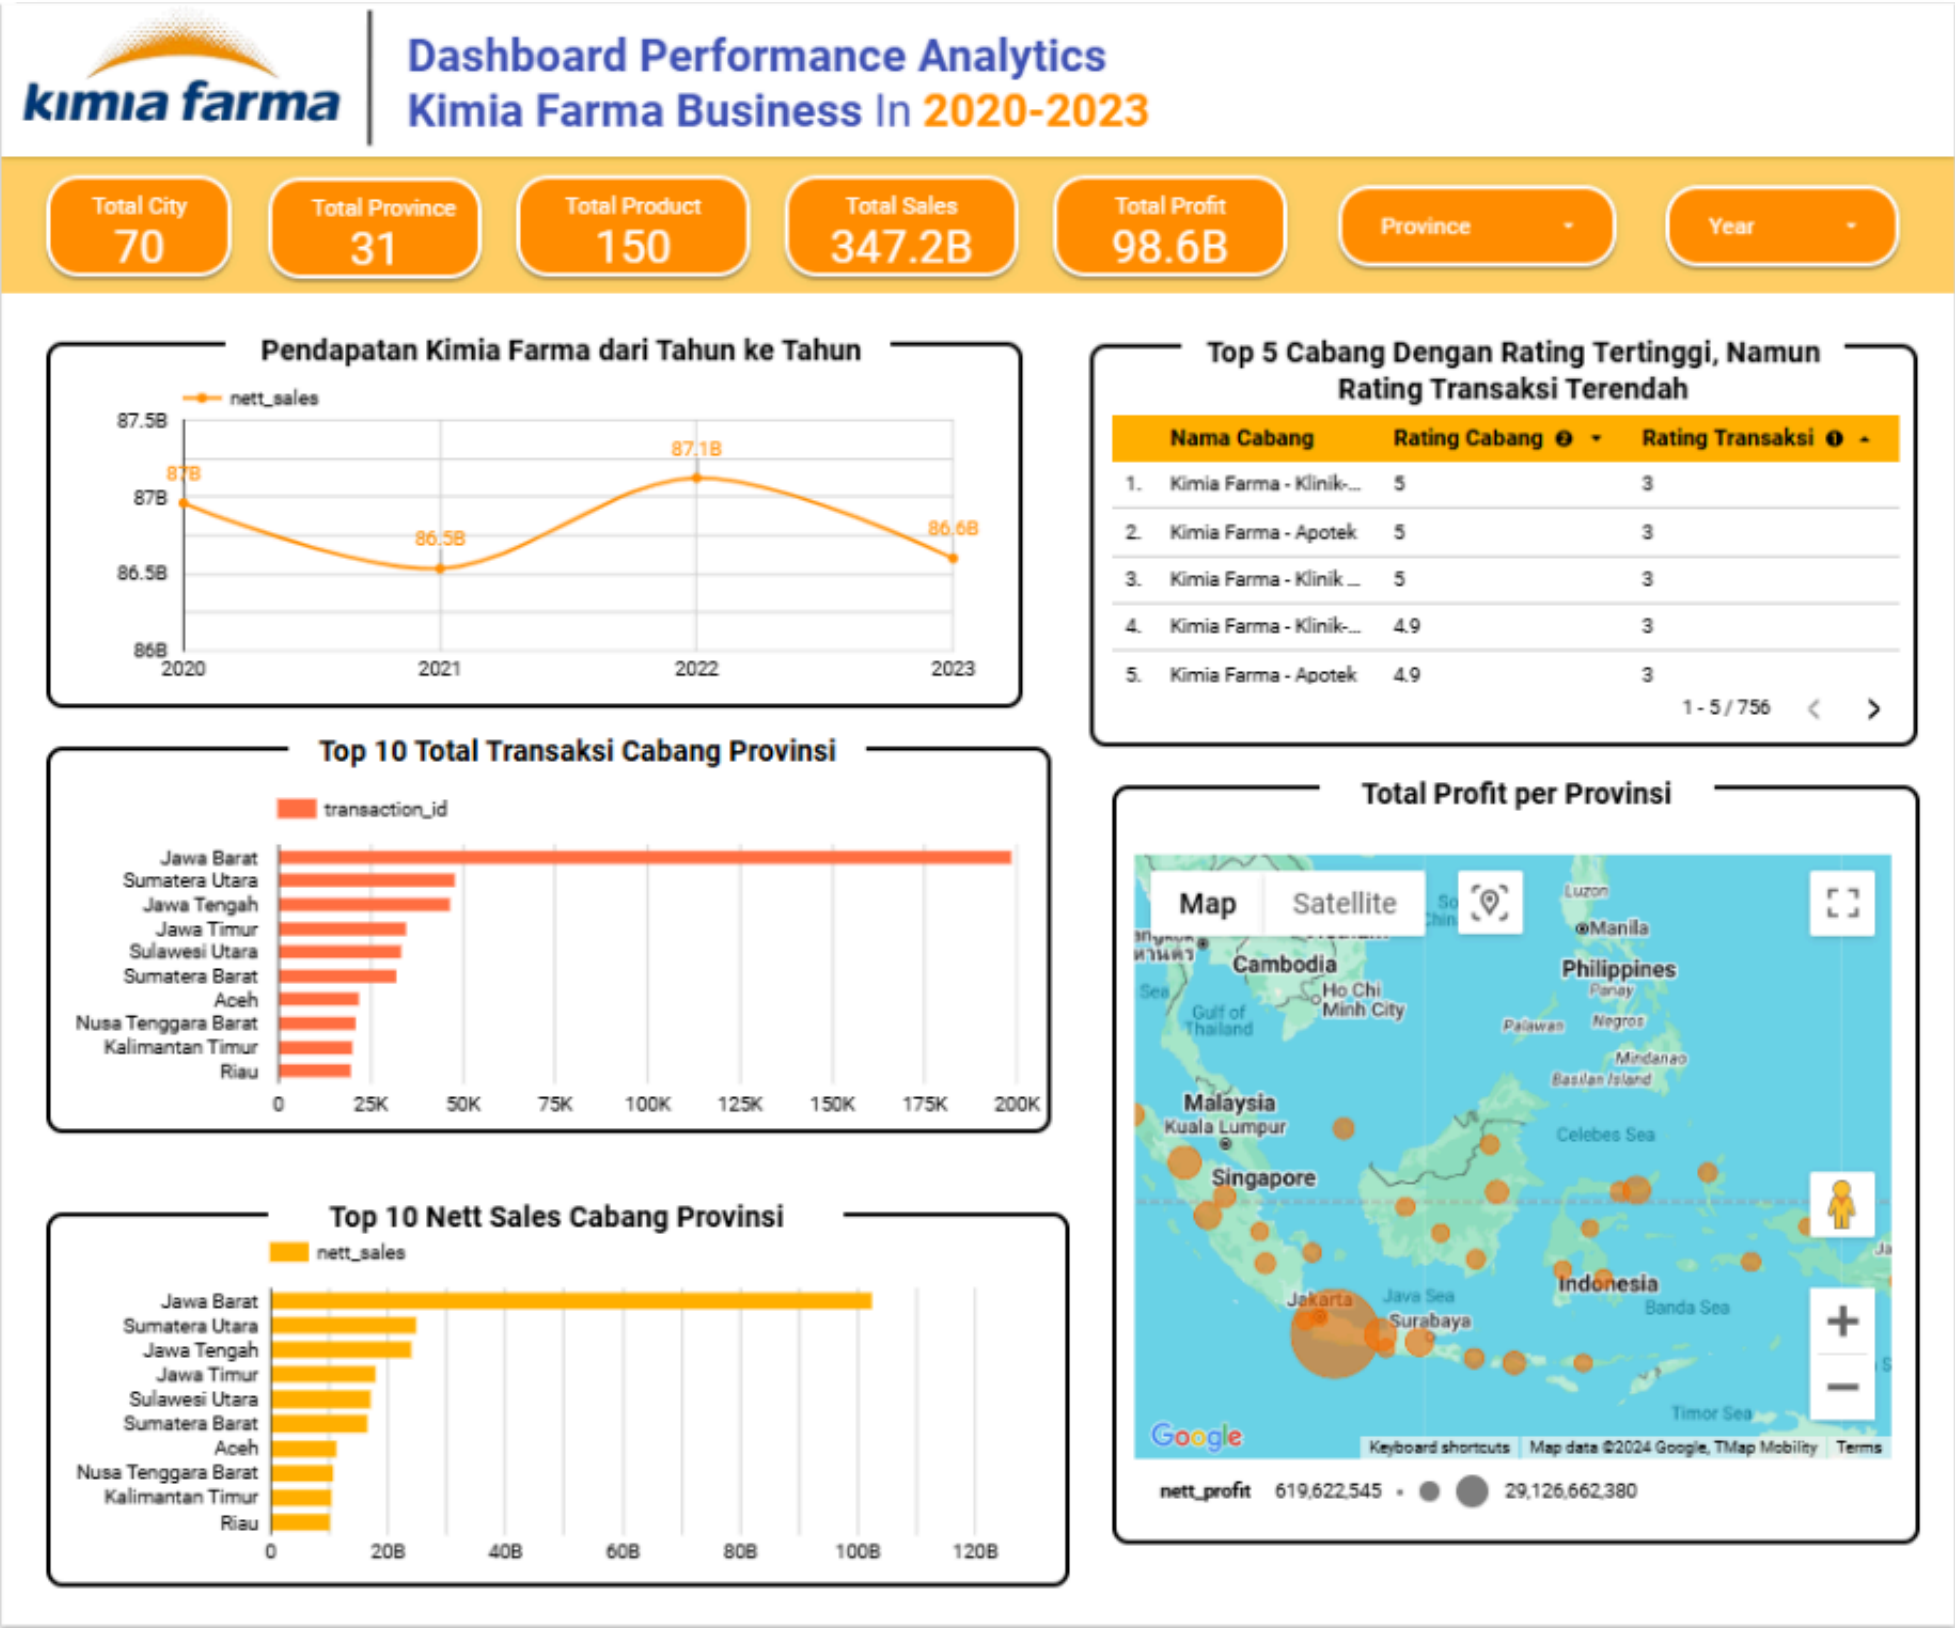 kimia farma
Dashboard Performance Analytics
Kimia Farma Business In 2020-2023
Total City
70
Total Province
31
Total Product
150
Total Sales
347.2B
Total Profit
98.6B
Province
Year
Pendapatan Kimia Farma dari Tahun ke Tahun
nett_sales
87.5B
87B
86.5B
86B
87B
86.5B
87.1B
86.6B
2020
2021
2022
2023
Top 5 Cabang Dengan Rating Tertinggi, Namun
Rating Transaksi Terendah
Nama Cabang Rating Cabang 2 Rating Transaksi 1
1. Kimia Farma - Klinik-... 5 3
2. Kimia Farma - Apotek 5 3
3. Kimia Farma - Klinik ... 5 3
4. Kimia Farma - Klinik-... 4.9 3
5. Kimia Farma - Apotek 4.9 3
1 - 5 / 756
Top 10 Total Transaksi Cabang Provinsi
transaction_id
Jawa Barat
Sumatera Utara
Jawa Tengah
Jawa Timur
Sulawesi Utara
Sumatera Barat
Aceh
Nusa Tenggara Barat
Kalimantan Timur
Riau
0 25K 50K 75K 100K 125K 150K 175K 200K
Top 10 Nett Sales Cabang Provinsi
nett_sales
Jawa Barat
Sumatera Utara
Jawa Tengah
Jawa Timur
Sulawesi Utara
Sumatera Barat
Aceh
Nusa Tenggara Barat
Kalimantan Timur
Riau
0 20B 40B 60B 80B 100B 120B
Total Profit per Provinsi
Map
Satellite
Luzon
Manila
Cambodia
Philippines
Panay
Sea
Ho Chi
Minh City
Gulf of
Thailand
Palawan
Negros
Mindanao
Basilan Island
Malaysia
Kuala Lumpur
Celebes Sea
Singapore
Indonesia
Jakarta
Java Sea
Banda Sea
Surabaya
Timor Sea
Google
Keyboard shortcuts
Map data ©2024 Google, TMap Mobility
Terms
nett_profit 619,622,545 29,126,662,380